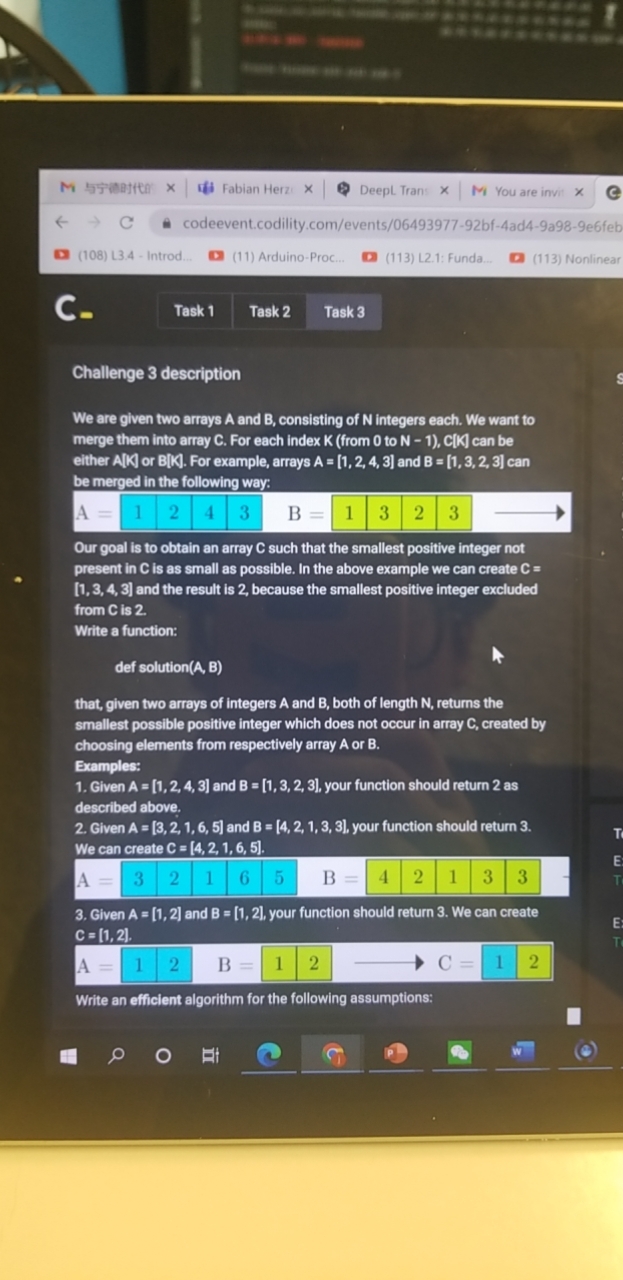 与宁德时代的
Fabian Herz
DeepL Tran
You are invi
codeevent.codility.com/events/06493977-92bf-4ad4-9a98-9e6feb
(108) L3.4 - Introd...
(11) Arduino-Proc...
(113) L2.1: Funda...
(113) Nonlinear
Task 1
Task 2
Task 3
Challenge 3 description
We are given two arrays A and B, consisting of N integers each. We want to
merge them into array C. For each index K (from 0 to N − 1), C[K] can be
either A[K] or B[K]. For example, arrays A = [1, 2, 4, 3] and B = [1, 3, 2, 3] can
be merged in the following way:
A = 1 2 4 3 B = 1 3 2 3
Our goal is to obtain an array C such that the smallest positive integer not
present in C is as small as possible. In the above example we can create C =
[1, 3, 4, 3] and the result is 2, because the smallest positive integer excluded
from C is 2.
Write a function:
def solution(A, B)
that, given two arrays of integers A and B, both of length N, returns the
smallest possible positive integer which does not occur in array C, created by
choosing elements from respectively array A or B.
Examples:
1. Given A = [1, 2, 4, 3] and B = [1, 3, 2, 3], your function should return 2 as
described above.
2. Given A = [3, 2, 1, 6, 5] and B = [4, 2, 1, 3, 3], your function should return 3.
We can create C = [4, 2, 1, 6, 5].
A = 3 2 1 6 5 B = 4 2 1 3 3
3. Given A = [1, 2] and B = [1, 2], your function should return 3. We can create
C = [1, 2].
A = 1 2 B = 1 2 C = 1 2
Write an efficient algorithm for the following assumptions: